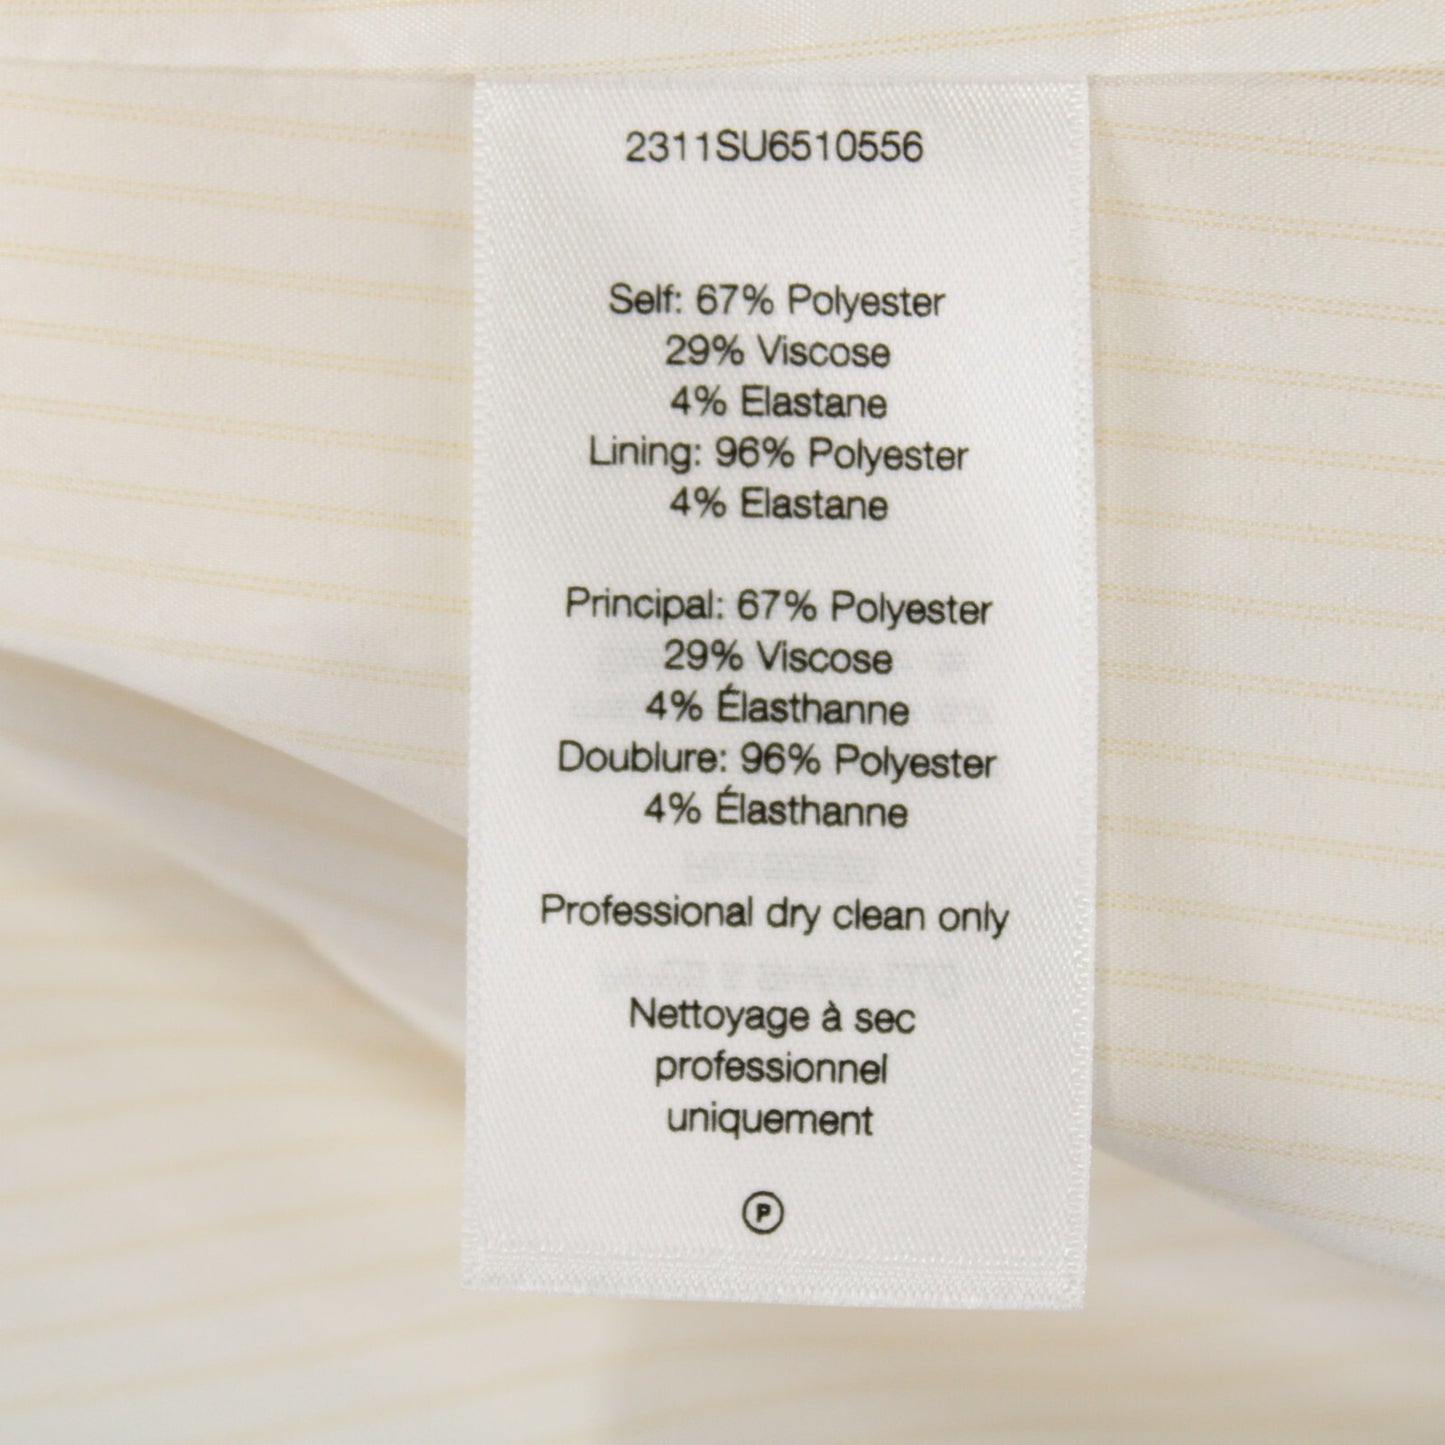 2311SU6510556
Self: 67% Polyester
29% Viscose
4% Elastane
Lining: 96% Polyester
4% Elastane
Principal: 67% Polyester
29% Viscose
4% Élasthanne
Doublure: 96% Polyester
4% Élasthanne
Professional dry clean only
Nettoyage à sec
professionnel
uniquement
P